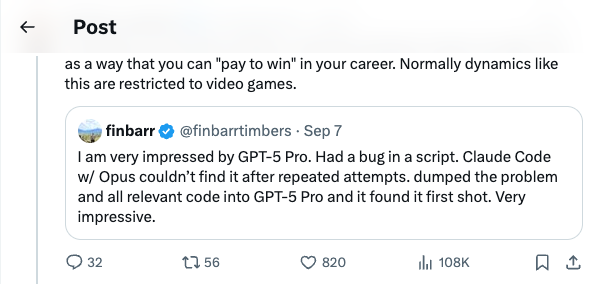 Post
as a way that you can "pay to win" in your career. Normally dynamics like
this are restricted to video games.
finbarr @finbarrtimbers · Sep 7
I am very impressed by GPT-5 Pro. Had a bug in a script. Claude Code
w/ Opus couldn’t find it after repeated attempts. dumped the problem
and all relevant code into GPT-5 Pro and it found it first shot. Very
impressive.
32 56 820 108K